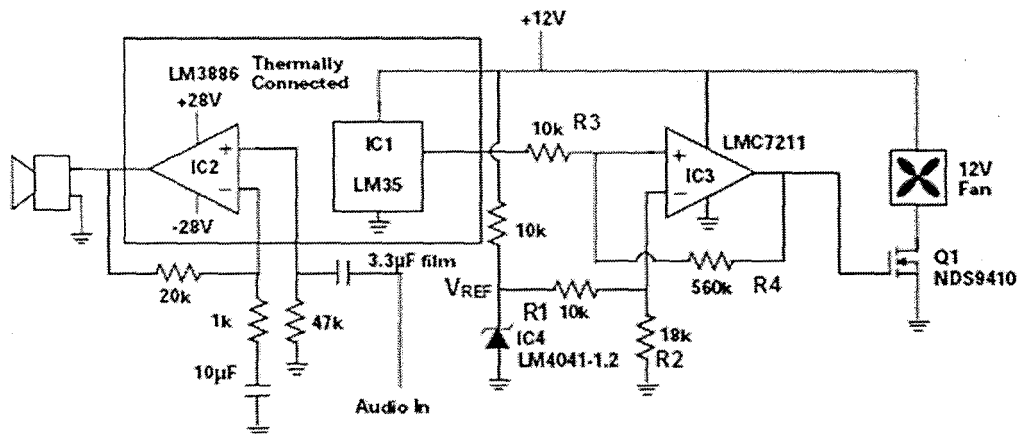 +12V
LM3886
Thermally
Connected
+28V
IC2
+
−
-28V
IC1
LM35
10k R3
LMC7211
+
IC3
−
12V
Fan
10k
20k
3.3µF film
560k R4
Q1
NDS9410
VREF
R1 10k
1k
47k
IC4
LM4041-1.2
18k
R2
10µF
Audio In